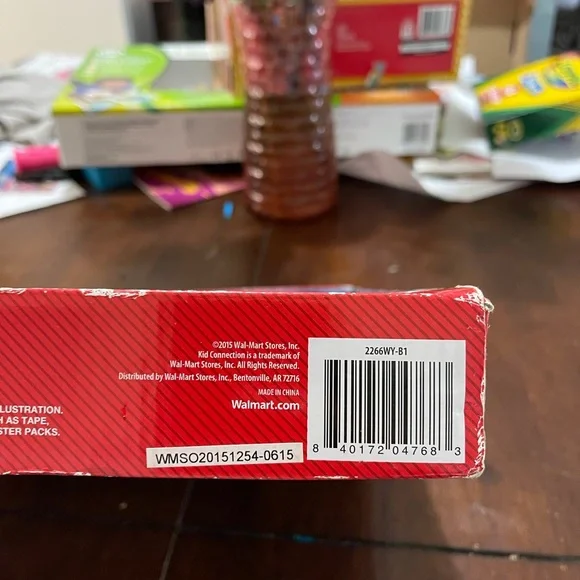 ©2015 Wal-Mart Stores, Inc.
Kid Connection is a trademark of
Wal-Mart Stores, Inc. All Rights Reserved.
Distributed by Wal-Mart Stores, Inc., Bentonville, AR 72716
MADE IN CHINA
Walmart.com
LUSTRATION.
H AS TAPE,
STER PACKS.
WMSO20151254-0615
2266WY-B1
8 40172 04768 3